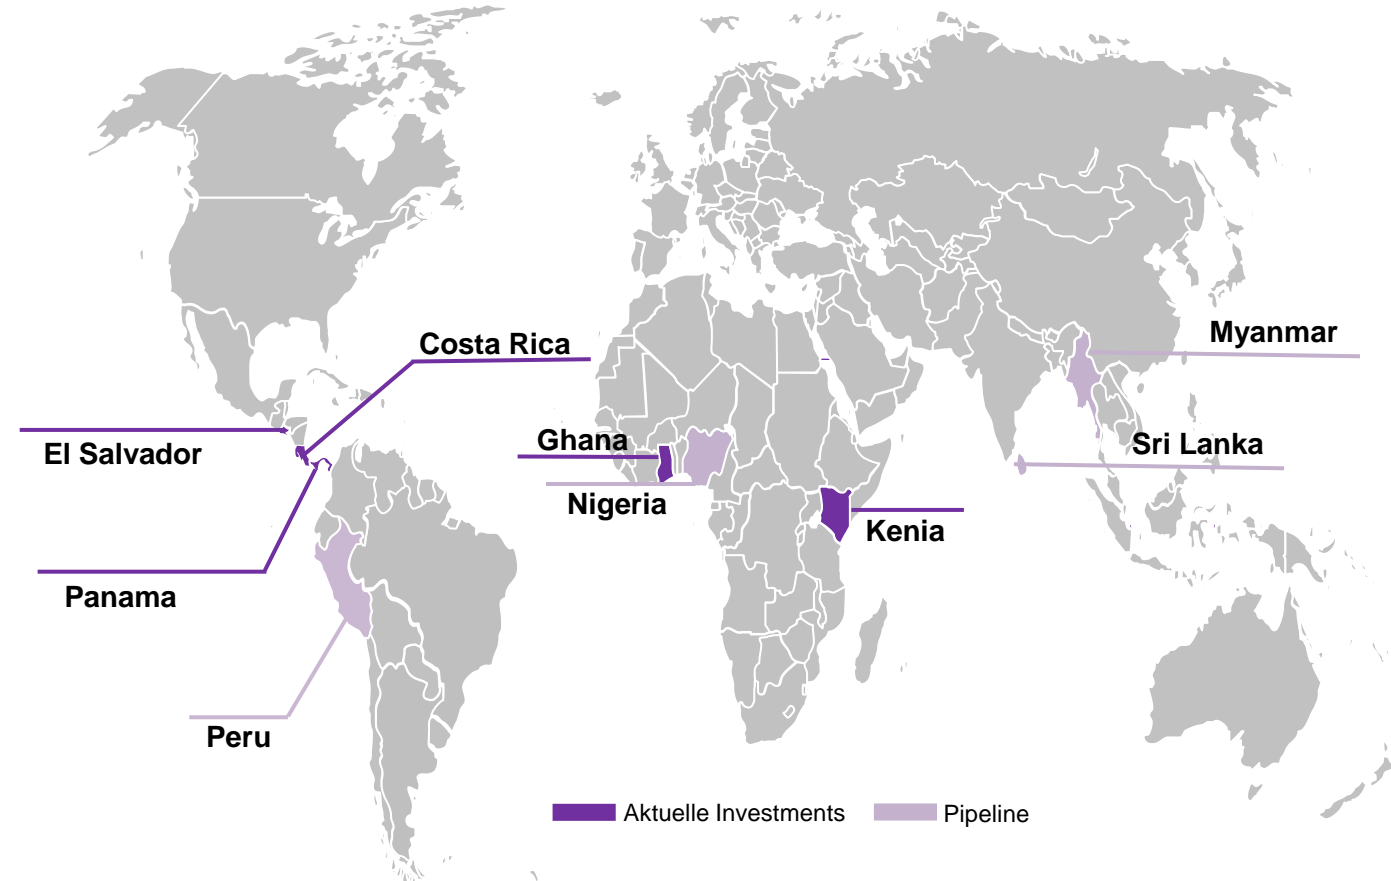 Myanmar
Costa Rica
Ghana
Sri Lanka
El Salvador
Nigeria
Kenia
Panama
Peru
Aktuelle Investments
Pipeline